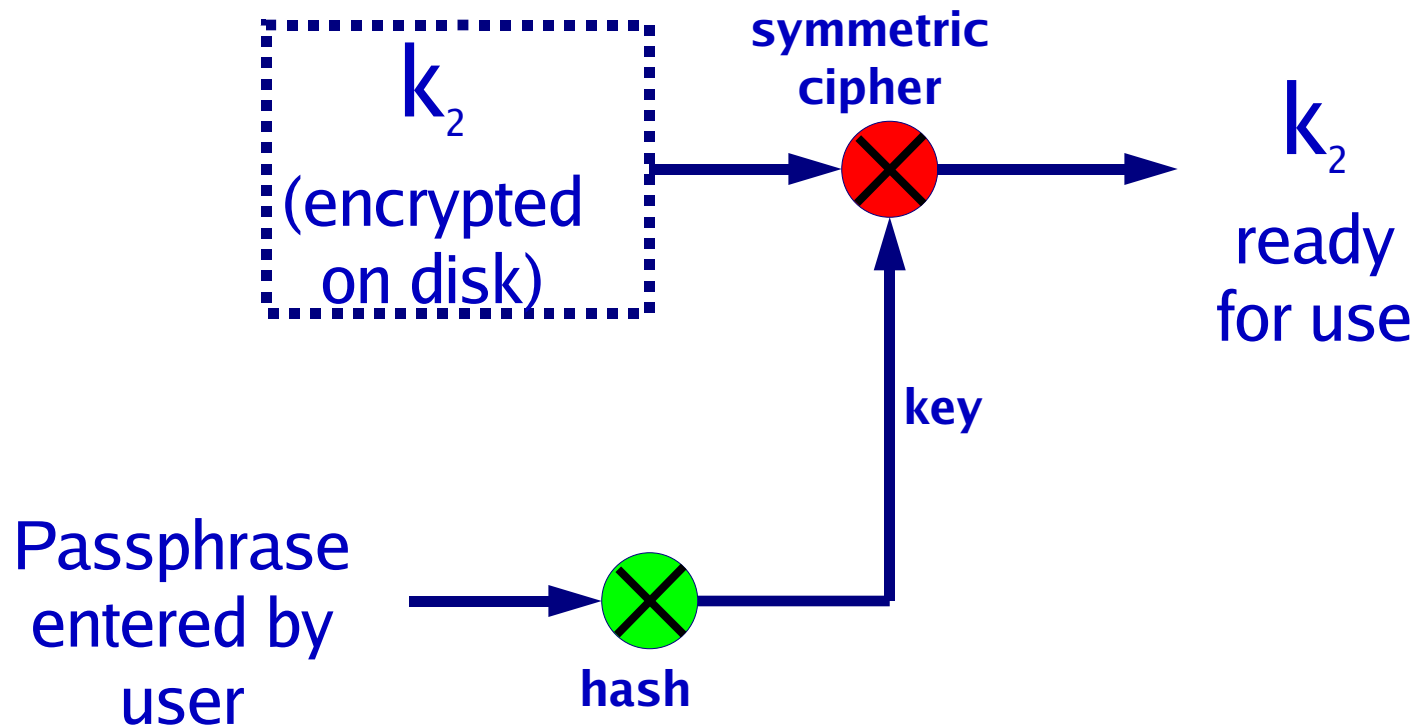 k₂
(encrypted
on disk)
symmetric
cipher
k₂
ready
for use
key
Passphrase
entered by
user
hash